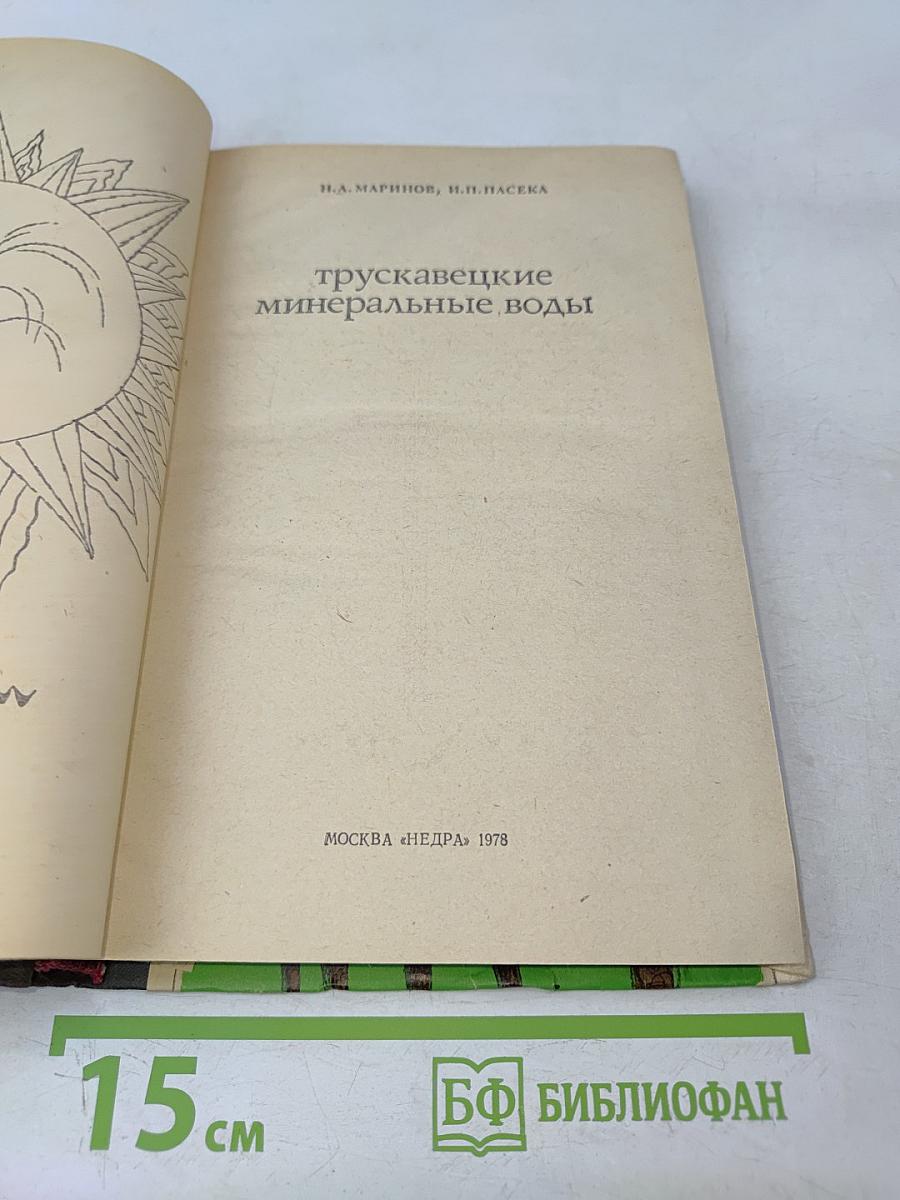 Н.А. МАРИНОВ, И.П. ПАСЕКА
трускавецкие
минеральные воды
МОСКВА «НЕДРА» 1978
15 см
БФ БИБЛИОФАН